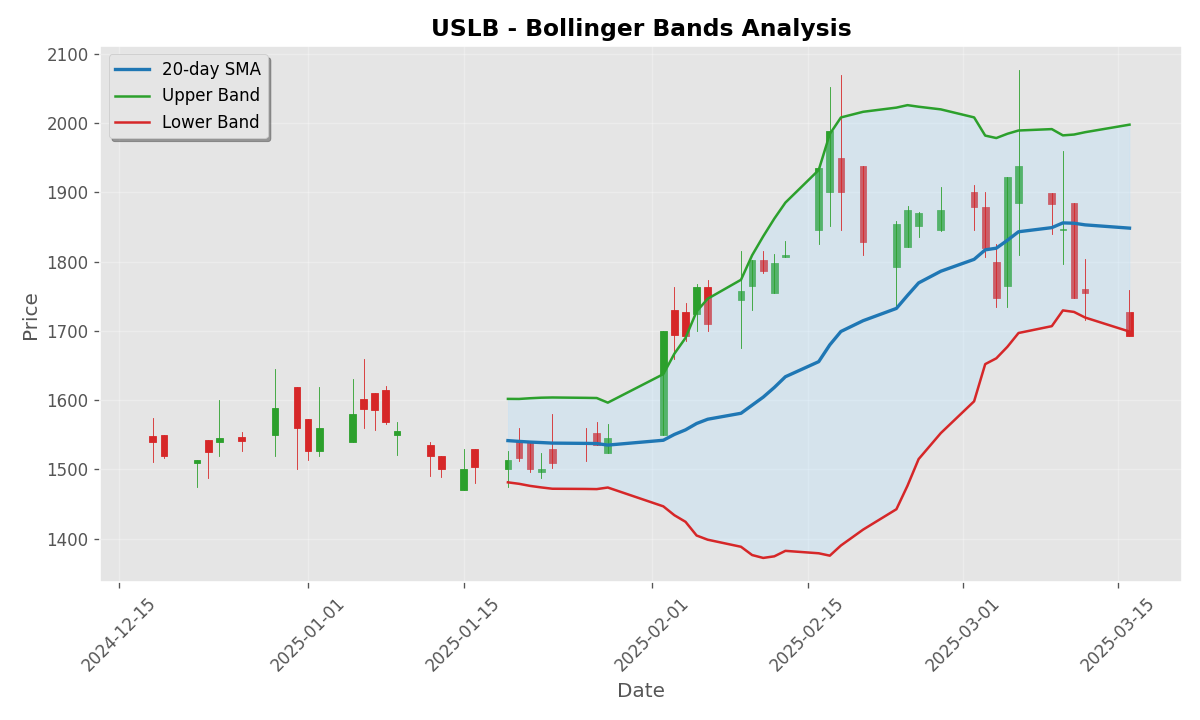 USLB - Bollinger Bands Analysis
20-day SMA
Upper Band
Lower Band
Price
2100
2000
1900
1800
1700
1600
1500
1400
2024-12-15
2025-01-01
2025-01-15
2025-02-01
2025-02-15
2025-03-01
2025-03-15
Date